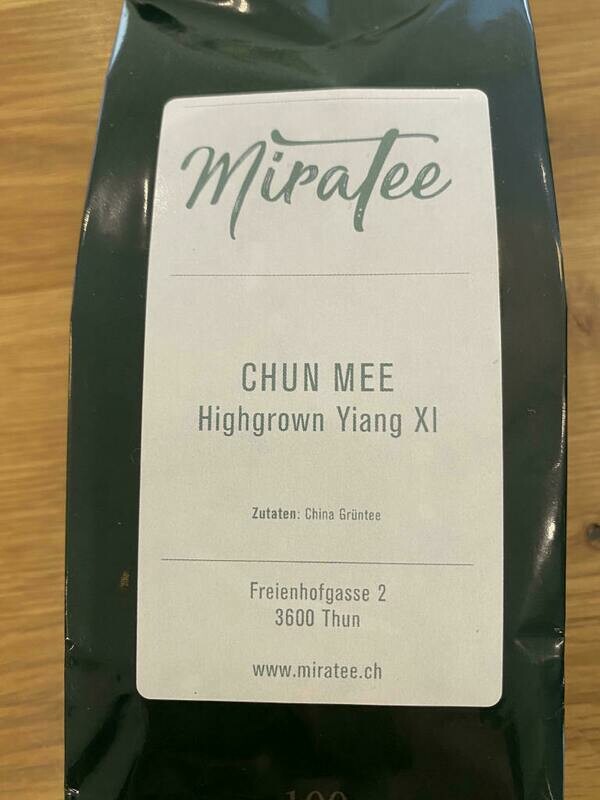 MiraTee
CHUN MEE
Highgrown Yiang XI
Zutaten: China Grüntee
Freienhofgasse 2
3600 Thun
www.miratee.ch